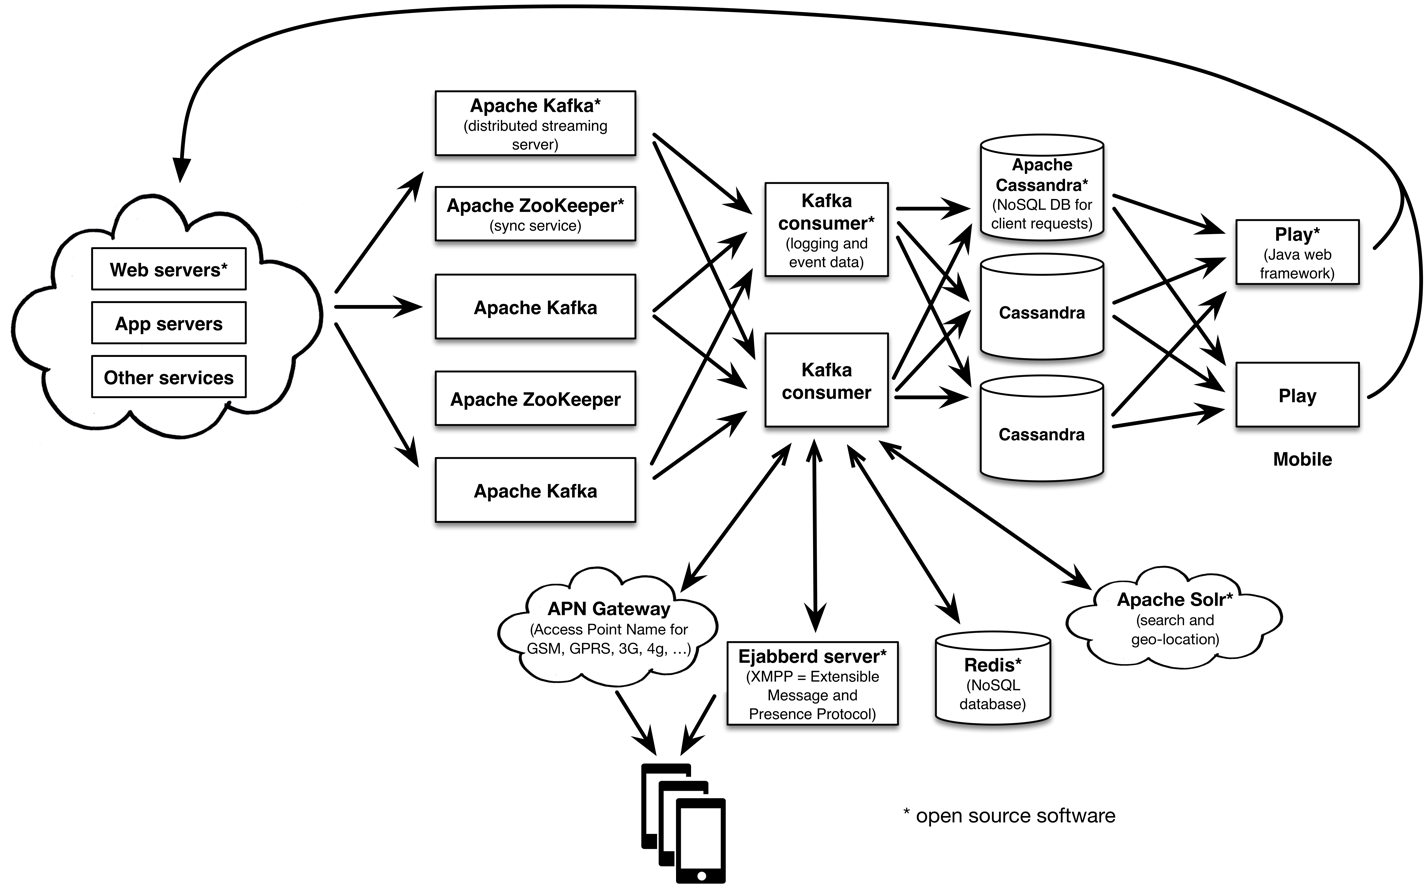 Web servers*
App servers
Other services
Apache Kafka*
(distributed streaming
server)
Apache ZooKeeper*
(sync service)
Apache Kafka
Apache ZooKeeper
Apache Kafka
Kafka
consumer*
(logging and
event data)
Kafka
consumer
Apache
Cassandra*
(NoSQL DB for
client requests)
Cassandra
Cassandra
Play*
(Java web
framework)
Play
Mobile
APN Gateway
(Access Point Name for
GSM, GPRS, 3G, 4g, …)
Ejabberd server*
(XMPP = Extensible
Message and
Presence Protocol)
Redis*
(NoSQL
database)
Apache Solr*
(search and
geo-location)
* open source software